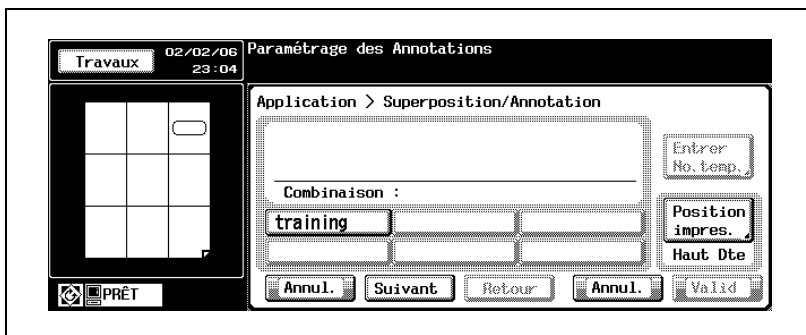 Travaux
02/02/06
23:04
Paramétrage des Annotations
Application > Superposition/Annotation
Entrer
No.temp.
Combinaison :
training
Position
impres.
Haut Dte
Annul.
Suivant
Retour
Annul.
Valid
PRÊT